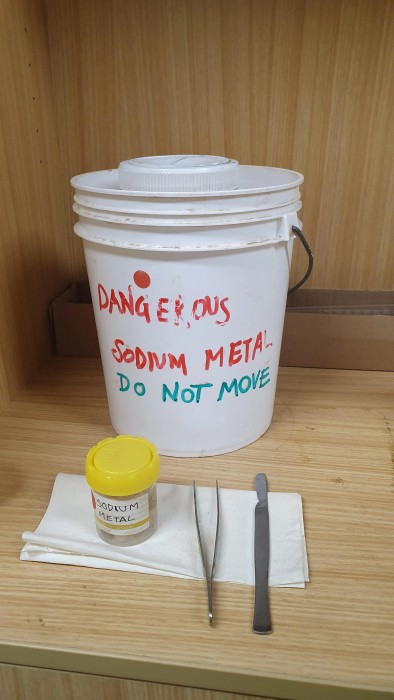 DANGEROUS
SODIUM METAL
DO NOT MOVE
SODIUM
METAL